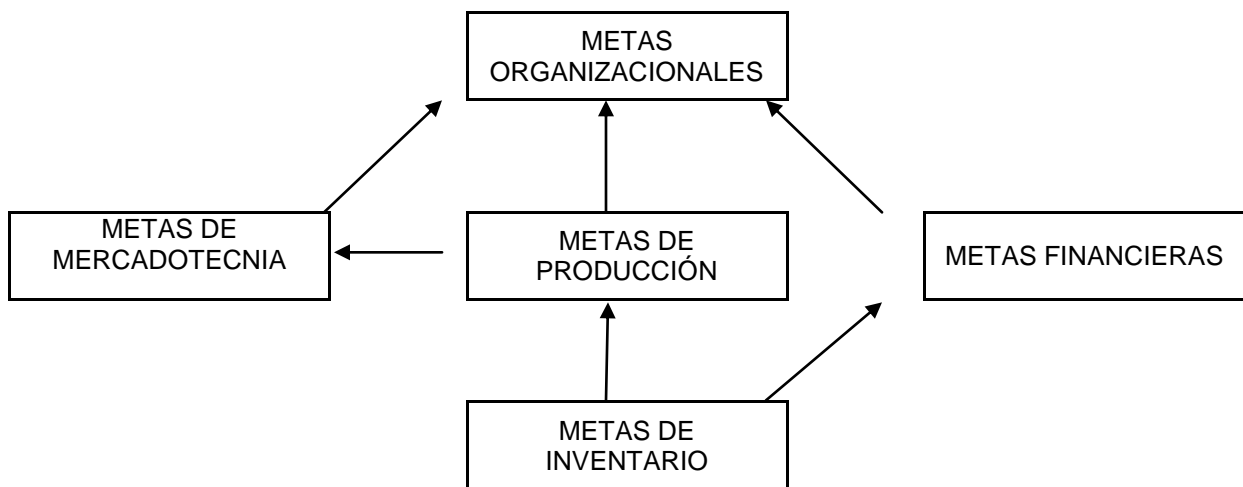 METAS
ORGANIZACIONALES
METAS DE
MERCADOTECNIA
METAS DE
PRODUCCIÓN
METAS FINANCIERAS
METAS DE
INVENTARIO